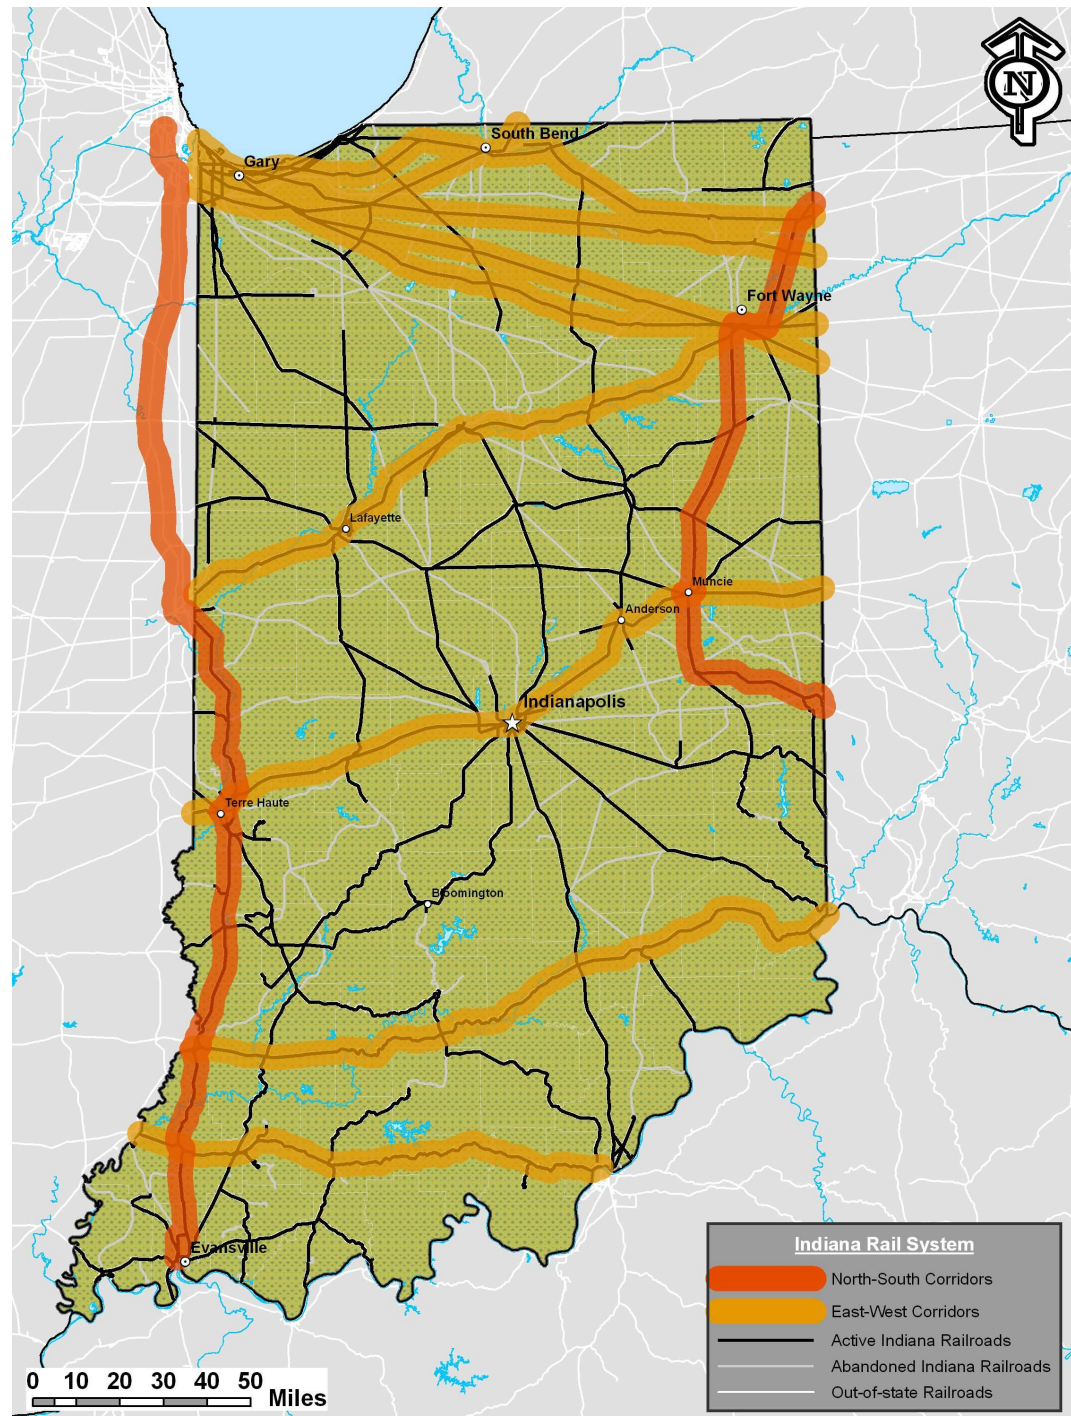 N
South Bend
Gary
Fort Wayne
Lafayette
Muncie
Anderson
Indianapolis
Terre Haute
Bloomington
Evansville
Indiana Rail System
North-South Corridors
East-West Corridors
Active Indiana Railroads
Abandoned Indiana Railroads
Out-of-state Railroads
0 10 20 30 40 50
Miles